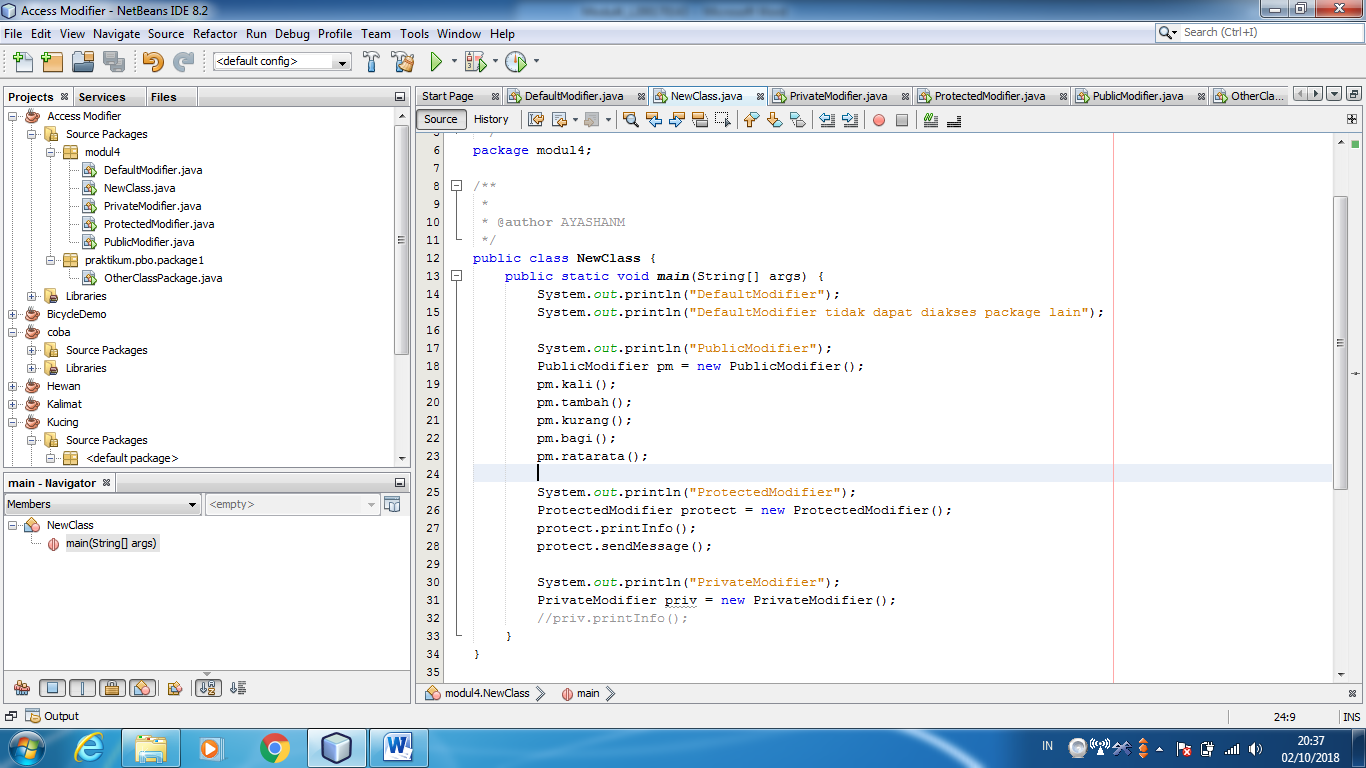 Access Modifier - NetBeans IDE 8.2
File Edit View Navigate Source Refactor Run Debug Profile Team Tools Window Help
Search (Ctrl+I)
<default config>
Projects Services Files
Access Modifier
Source Packages
modul4
DefaultModifier.java
NewClass.java
PrivateModifier.java
ProtectedModifier.java
PublicModifier.java
praktikum.pbo.package1
OtherClassPackage.java
Libraries
BicycleDemo
coba
Source Packages
Libraries
Hewan
Kalimat
Kucing
Source Packages
<default package>
main - Navigator
Members <empty>
NewClass
main(String[] args)
Start Page DefaultModifier.java NewClass.java PrivateModifier.java ProtectedModifier.java PublicModifier.java OtherCla...
Source History
5 */
6 package modul4;
7
8 /**
9 *
10 * @author AYASHANM
11 */
12 public class NewClass {
13 public static void main(String[] args) {
14 System.out.println("DefaultModifier");
15 System.out.println("DefaultModifier tidak dapat diakses package lain");
16
17 System.out.println("PublicModifier");
18 PublicModifier pm = new PublicModifier();
19 pm.kali();
20 pm.tambah();
21 pm.kurang();
22 pm.bagi();
23 pm.ratarata();
24
25 System.out.println("ProtectedModifier");
26 ProtectedModifier protect = new ProtectedModifier();
27 protect.printInfo();
28 protect.sendMessage();
29
30 System.out.println("PrivateModifier");
31 PrivateModifier priv = new PrivateModifier();
32 //priv.printInfo();
33 }
34 }
35
modul4.NewClass main
Output
24:9 INS
IN
20:37
02/10/2018